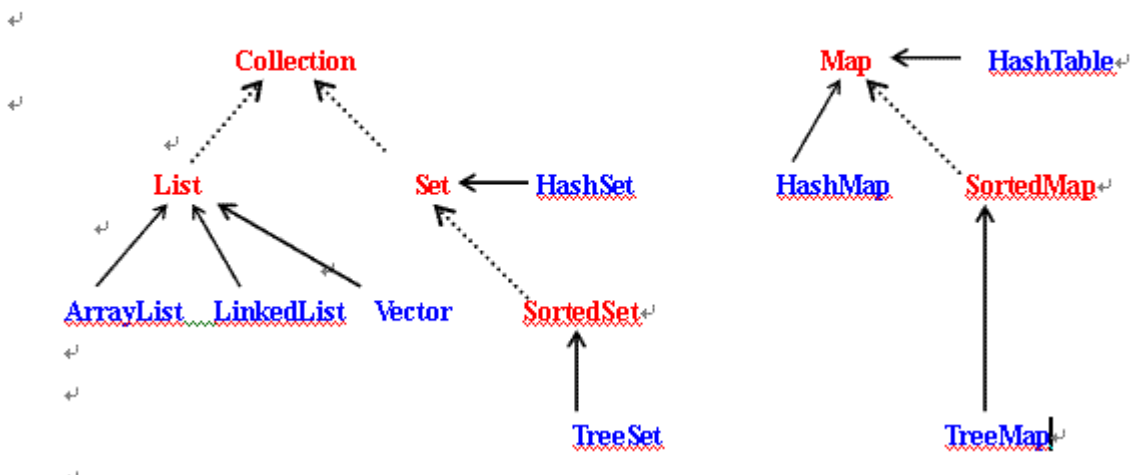 Collection Map HashTable
List Set HashSet HashMap SortedMap
ArrayList LinkedList Vector SortedSet
TreeSet TreeMap